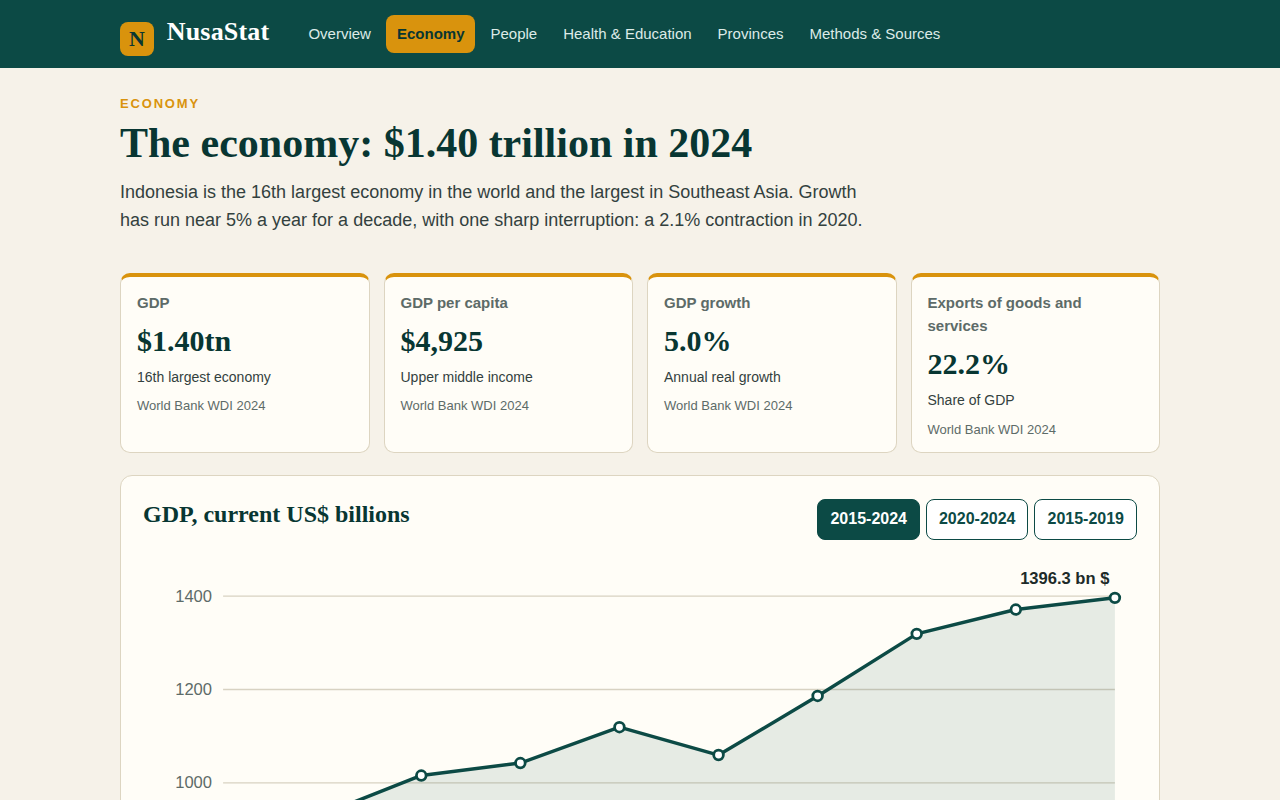 N NusaStat Overview Economy People Health & Education Provinces Methods & Sources
ECONOMY
The economy: $1.40 trillion in 2024
Indonesia is the 16th largest economy in the world and the largest in Southeast Asia. Growth
has run near 5% a year for a decade, with one sharp interruption: a 2.1% contraction in 2020.
GDP
$1.40tn
16th largest economy
World Bank WDI 2024
GDP per capita
$4,925
Upper middle income
World Bank WDI 2024
GDP growth
5.0%
Annual real growth
World Bank WDI 2024
Exports of goods and
services
22.2%
Share of GDP
World Bank WDI 2024
GDP, current US$ billions
2015-2024 2020-2024 2015-2019
1396.3 bn $
1400
1200
1000